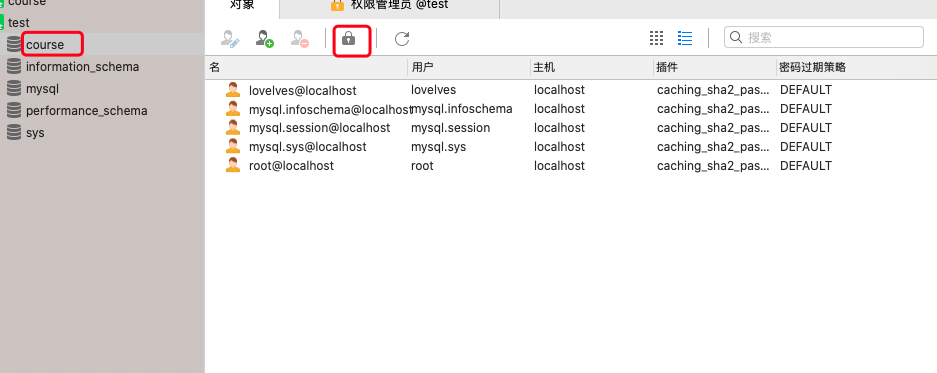 course
对象
权限管理员 @test
test
course
information_schema
mysql
performance_schema
sys
搜索
名 用户 主机 插件 密码过期策略
lovelves@localhost lovelves localhost caching_sha2_pas... DEFAULT
mysql.infoschema@localhost mysql.infoschema localhost caching_sha2_pas... DEFAULT
mysql.session@localhost mysql.session localhost caching_sha2_pas... DEFAULT
mysql.sys@localhost mysql.sys localhost caching_sha2_pas... DEFAULT
root@localhost root localhost caching_sha2_pas... DEFAULT